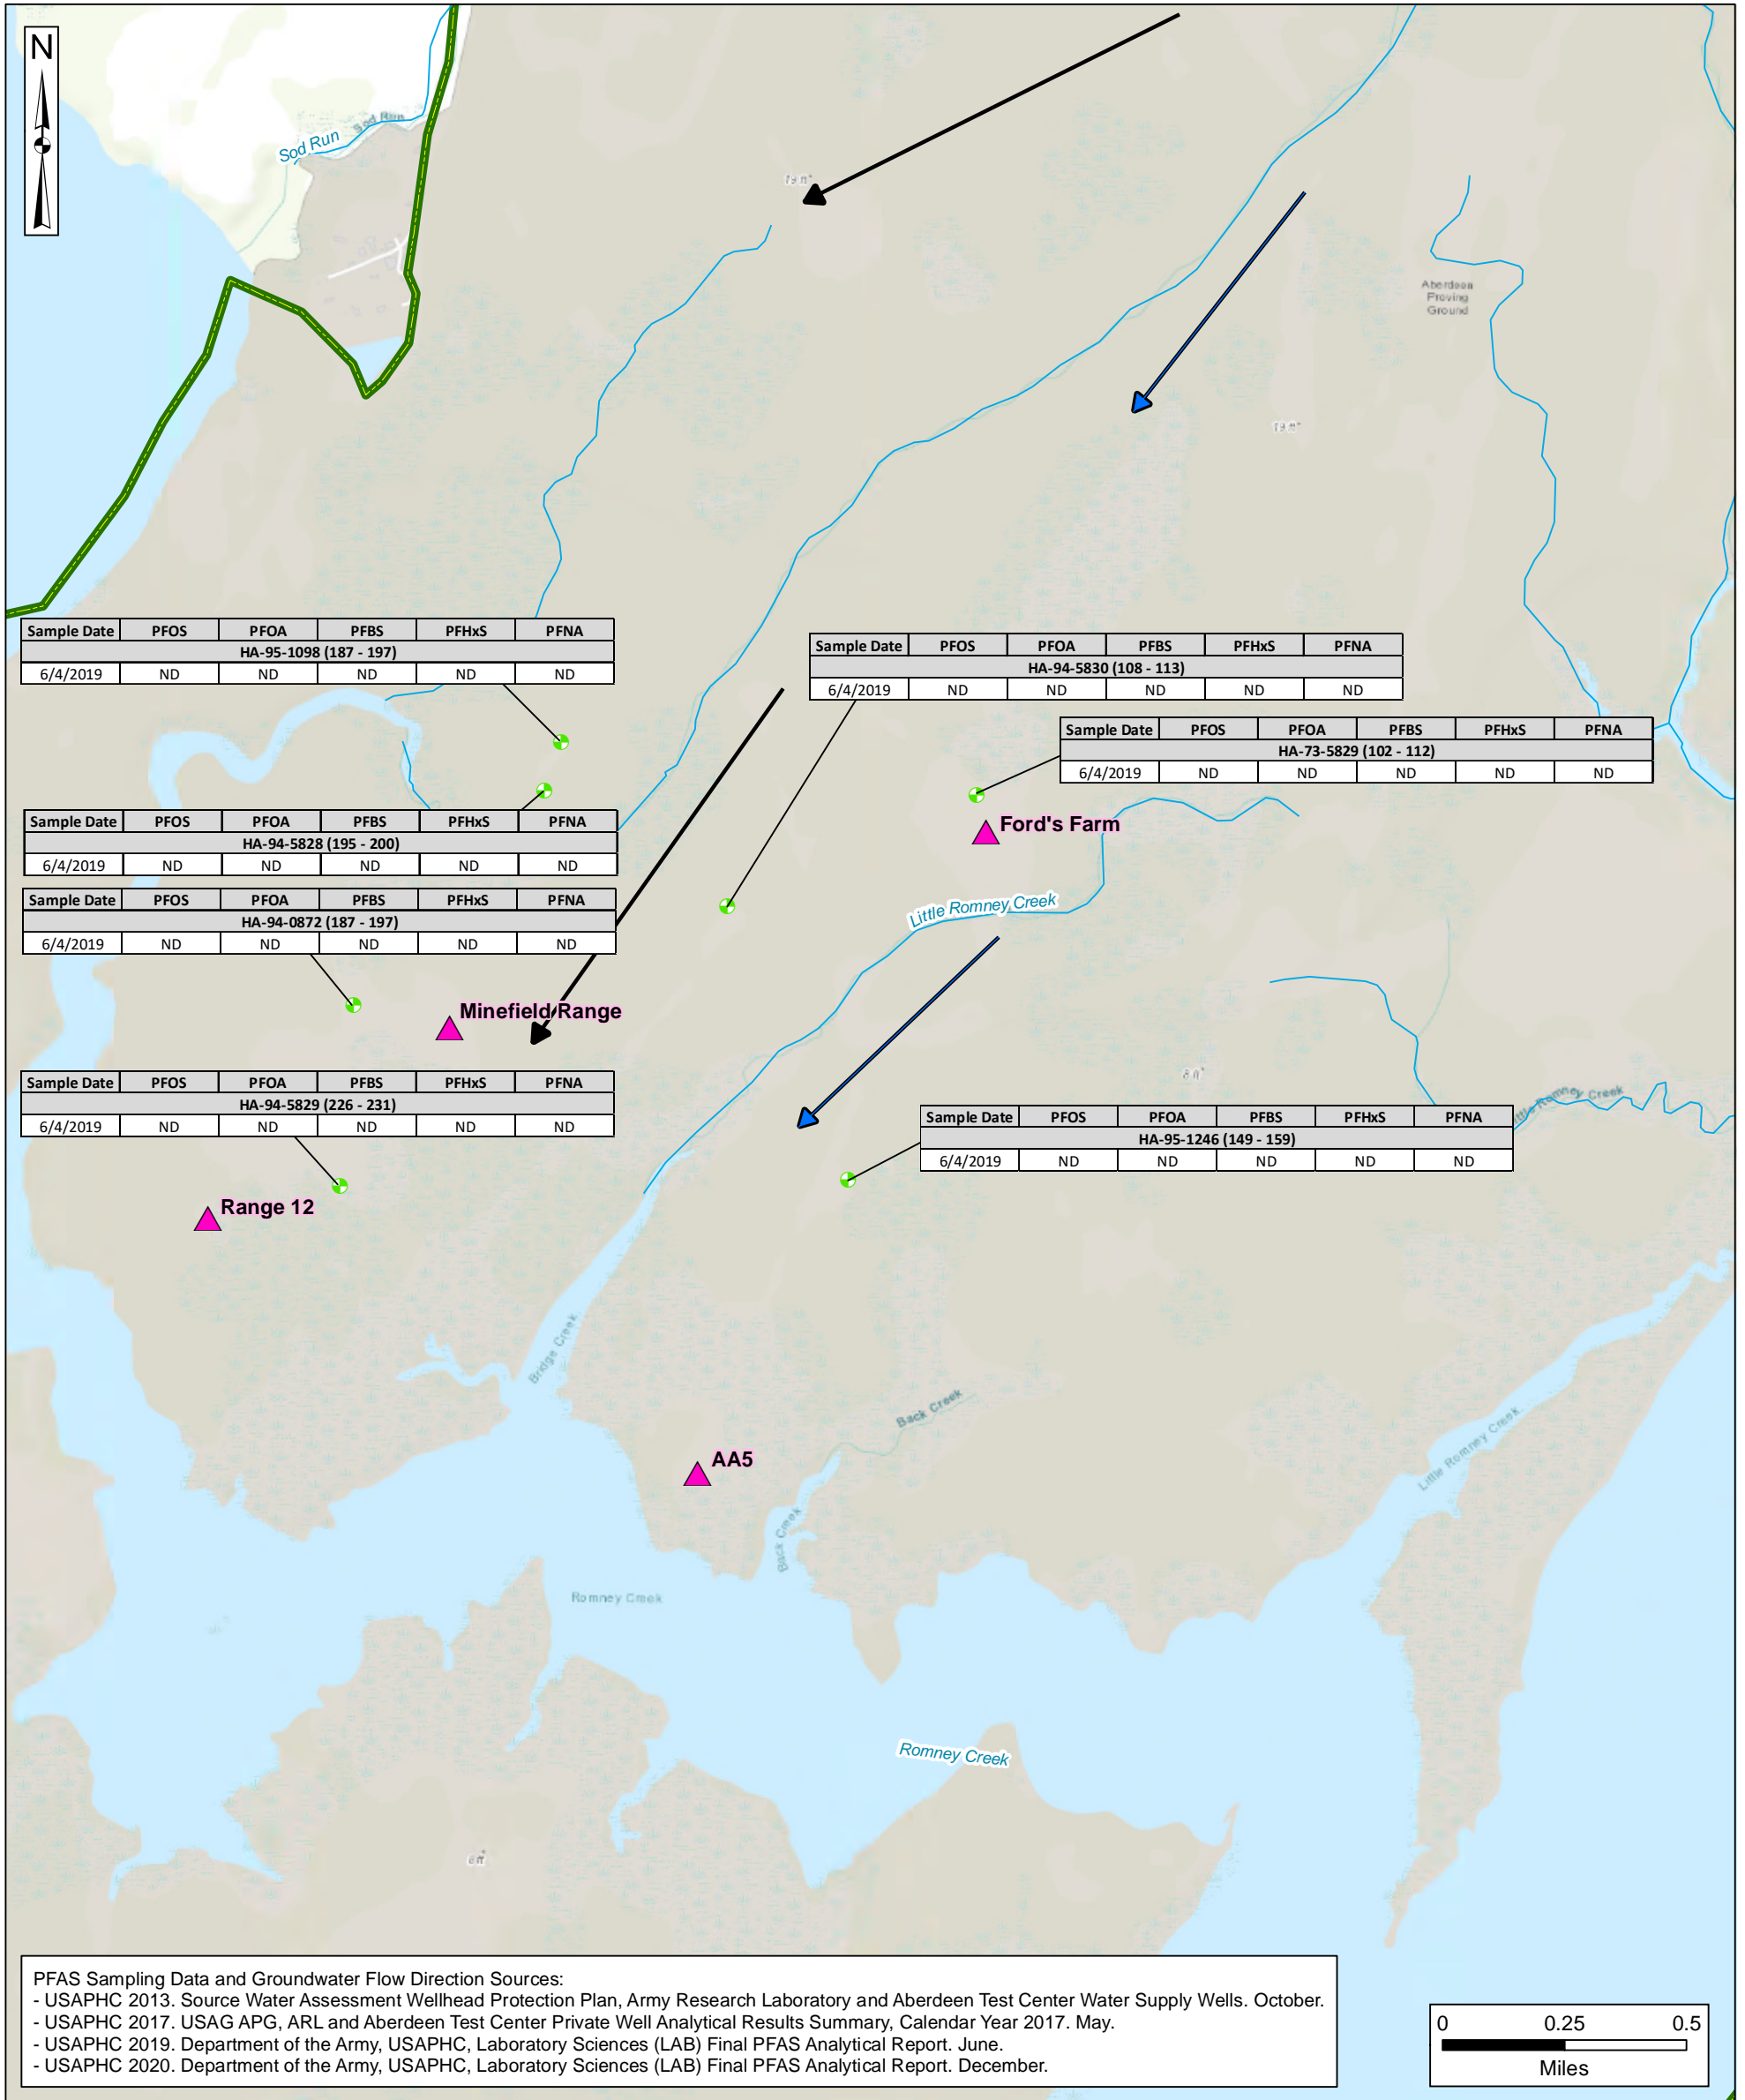 N
Sod Run
Sod Run
19 ft
Aberdeen
Proving
Ground
19 ft
Sample Date PFOS PFOA PFBS PFHxS PFNA
HA-95-1098 (187 - 197)
6/4/2019 ND ND ND ND ND
Sample Date PFOS PFOA PFBS PFHxS PFNA
HA-94-5830 (108 - 113)
6/4/2019 ND ND ND ND ND
Sample Date PFOS PFOA PFBS PFHxS PFNA
HA-73-5829 (102 - 112)
6/4/2019 ND ND ND ND ND
Sample Date PFOS PFOA PFBS PFHxS PFNA
HA-94-5828 (195 - 200)
6/4/2019 ND ND ND ND ND
Ford's Farm
Sample Date PFOS PFOA PFBS PFHxS PFNA
HA-94-0872 (187 - 197)
6/4/2019 ND ND ND ND ND
Little Romney Creek
Minefield Range
8 ft
Sample Date PFOS PFOA PFBS PFHxS PFNA
HA-94-5829 (226 - 231)
6/4/2019 ND ND ND ND ND
Little Romney Creek
Sample Date PFOS PFOA PFBS PFHxS PFNA
HA-95-1246 (149 - 159)
6/4/2019 ND ND ND ND ND
Range 12
Bridge Creek
Back Creek
Little Romney Creek
AA5
Back Creek
Romney Creek
Romney Creek
PFAS Sampling Data and Groundwater Flow Direction Sources:
- USAPHC 2013. Source Water Assessment Wellhead Protection Plan, Army Research Laboratory and Aberdeen Test Center Water Supply Wells. October.
- USAPHC 2017. USAG APG, ARL and Aberdeen Test Center Private Well Analytical Results Summary, Calendar Year 2017. May.
- USAPHC 2019. Department of the Army, USAPHC, Laboratory Sciences (LAB) Final PFAS Analytical Report. June.
- USAPHC 2020. Department of the Army, USAPHC, Laboratory Sciences (LAB) Final PFAS Analytical Report. December.
0 0.25 0.5
Miles